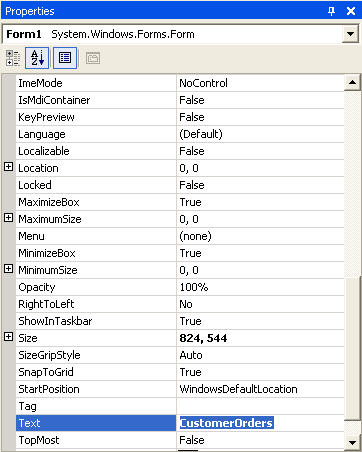 Properties
Form1 System.Windows.Forms.Form
ImeMode NoControl
IsMdiContainer False
KeyPreview False
Language (Default)
Localizable False
Location 0, 0
Locked False
MaximizeBox True
MaximumSize 0, 0
Menu (none)
MinimizeBox True
MinimumSize 0, 0
Opacity 100%
RightToLeft No
ShowInTaskbar True
Size 824, 544
SizeGripStyle Auto
SnapToGrid True
StartPosition WindowsDefaultLocation
Tag
Text CustomerOrders
TopMost False